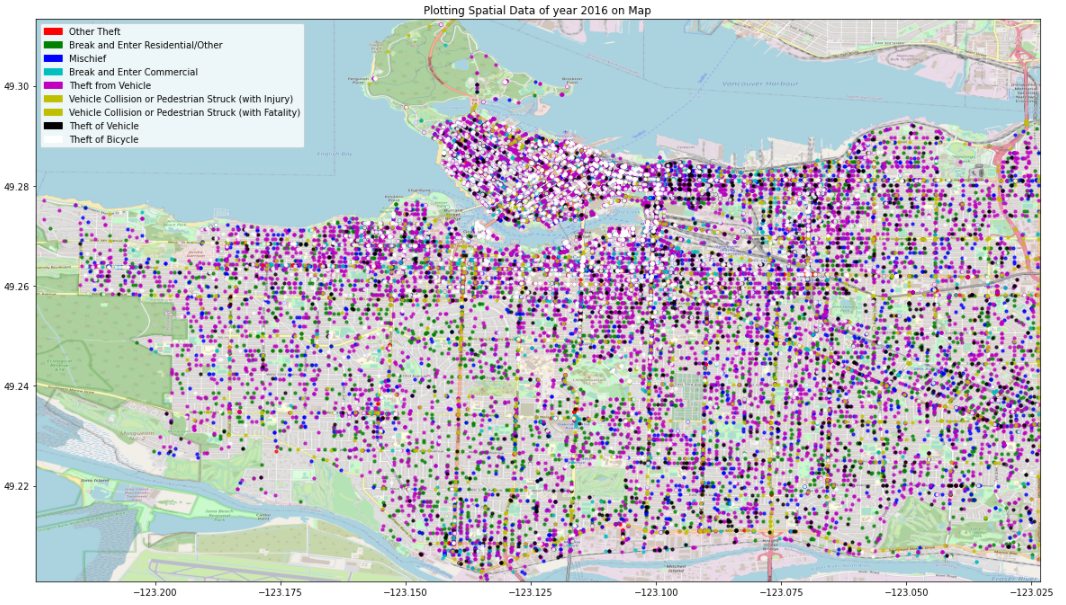 Plotting Spatial Data of year 2016 on Map
Other Theft
Break and Enter Residential/Other
Mischief
Break and Enter Commercial
Theft from Vehicle
Vehicle Collision or Pedestrian Struck (with Injury)
Vehicle Collision or Pedestrian Struck (with Fatality)
Theft of Vehicle
Theft of Bicycle
Vancouver Harbour
English Bay
49.30
49.28
49.26
49.24
49.22
−123.200
−123.175
−123.150
−123.125
−123.100
−123.075
−123.050
−123.025